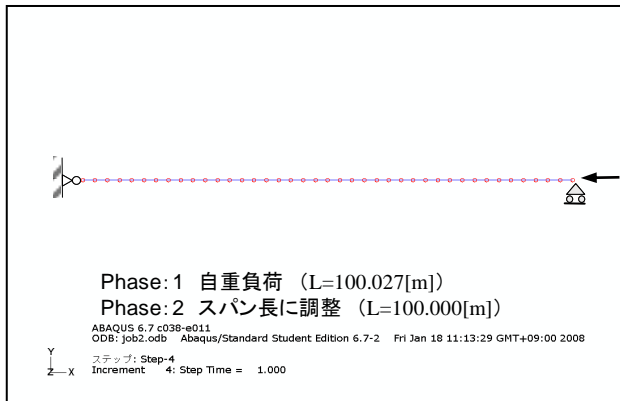 Phase:1 自重負荷 (L=100.027[m])
Phase:2 スパン長に調整 (L=100.000[m])
ABAQUS 6.7 c038-e011
ODB: job2.odb Abaqus/Standard Student Edition 6.7-2 Fri Jan 18 11:13:29 GMT+09:00 2008
Y
Z X
ステップ: Step-4
Increment 4: Step Time = 1.000